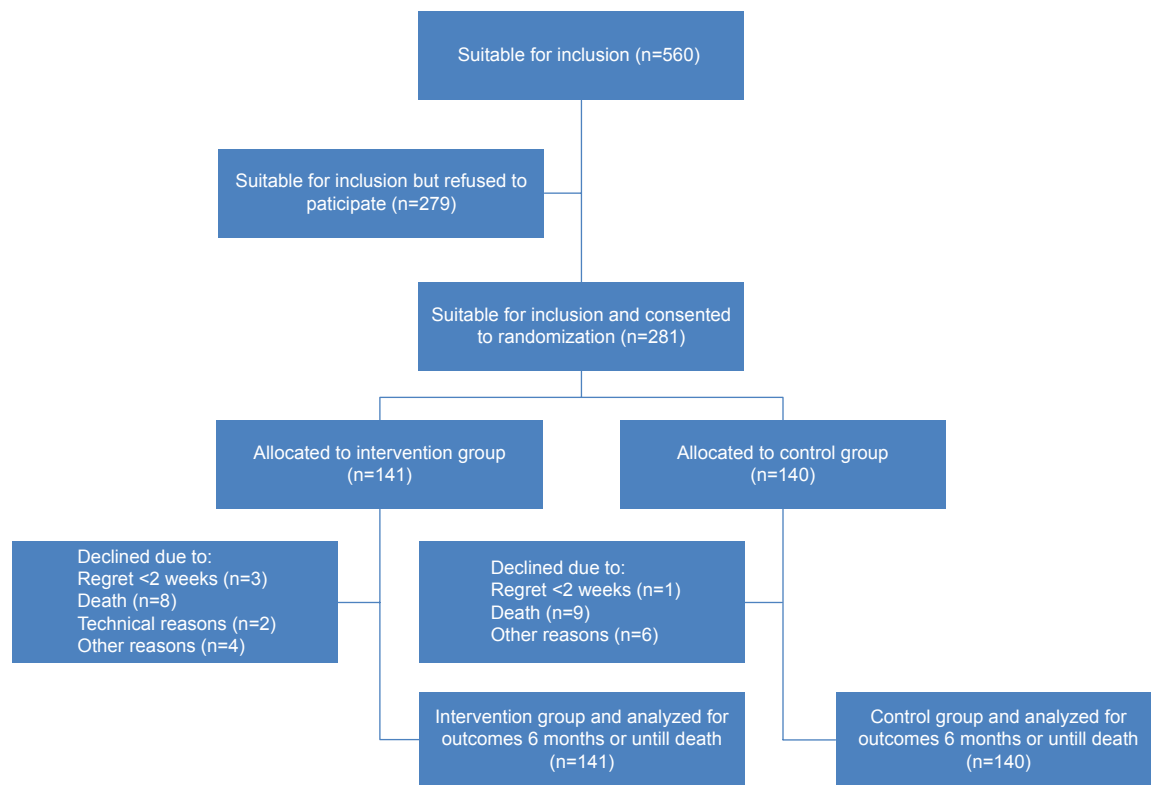 Suitable for inclusion (n=560)
Suitable for inclusion but refused to
paticipate (n=279)
Suitable for inclusion and consented
to randomization (n=281)
Allocated to intervention group
(n=141)
Allocated to control group
(n=140)
Declined due to:
Regret <2 weeks (n=3)
Death (n=8)
Technical reasons (n=2)
Other reasons (n=4)
Declined due to:
Regret <2 weeks (n=1)
Death (n=9)
Other reasons (n=6)
Intervention group and analyzed for
outcomes 6 months or untill death
(n=141)
Control group and analyzed for
outcomes 6 months or untill death
(n=140)